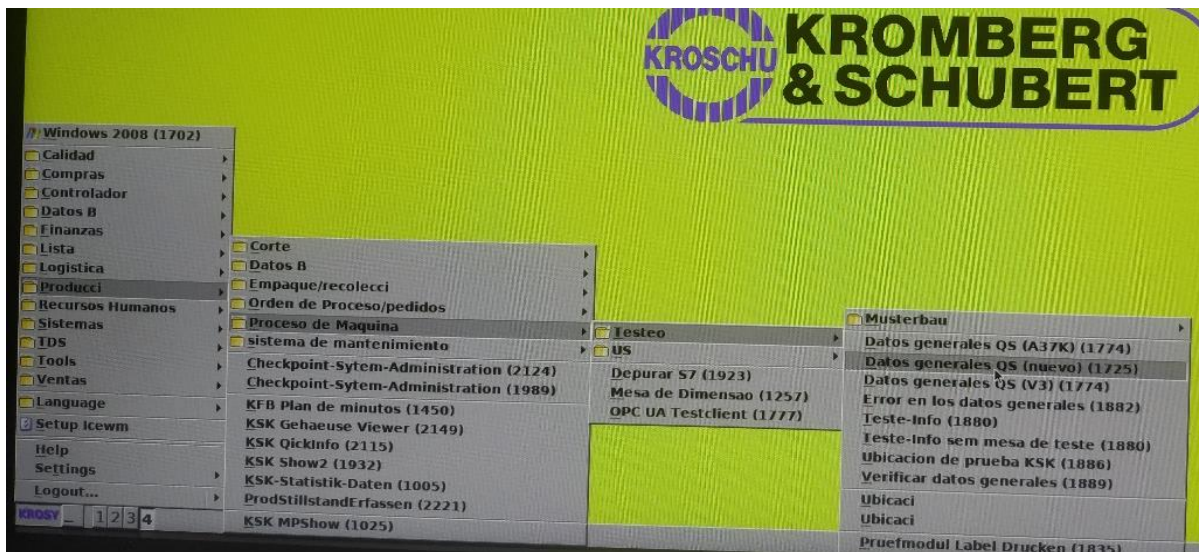 KROSCHU
KROMBERG
& SCHUBERT
Windows 2008 (1702)
Calidad
Compras
Controlador
Datos B
Finanzas
Lista
Logistica
Producci
Recursos Humanos
Sistemas
TDS
Tools
Ventas
Language
Setup Icewm
Help
Settings
Logout...
KROSY
1 2 3 4
Corte
Datos B
Empaque/recolecci
Orden de Proceso/pedidos
Proceso de Maquina
sistema de mantenimiento
Checkpoint-Sytem-Administration (2124)
Checkpoint-Sytem-Administration (1989)
KFB Plan de minutos (1450)
KSK Gehaeuse Viewer (2149)
KSK QickInfo (2115)
KSK Show2 (1932)
KSK-Statistik-Daten (1005)
ProdStillstandErfassen (2221)
KSK MPShow (1025)
Testeo
US
Depurar S7 (1923)
Mesa de Dimensao (1257)
OPC UA Testclient (1777)
Musterbau
Datos generales QS (A37K) (1774)
Datos generales QS (nuevo) (1725)
Datos generales QS (V3) (1774)
Error en los datos generales (1882)
Teste-Info (1880)
Teste-Info sem mesa de teste (1880)
Ubicacion de prueba KSK (1886)
Verificar datos generales (1889)
Ubicaci
Ubicaci
Pruefmodul Label Drucken (1835)